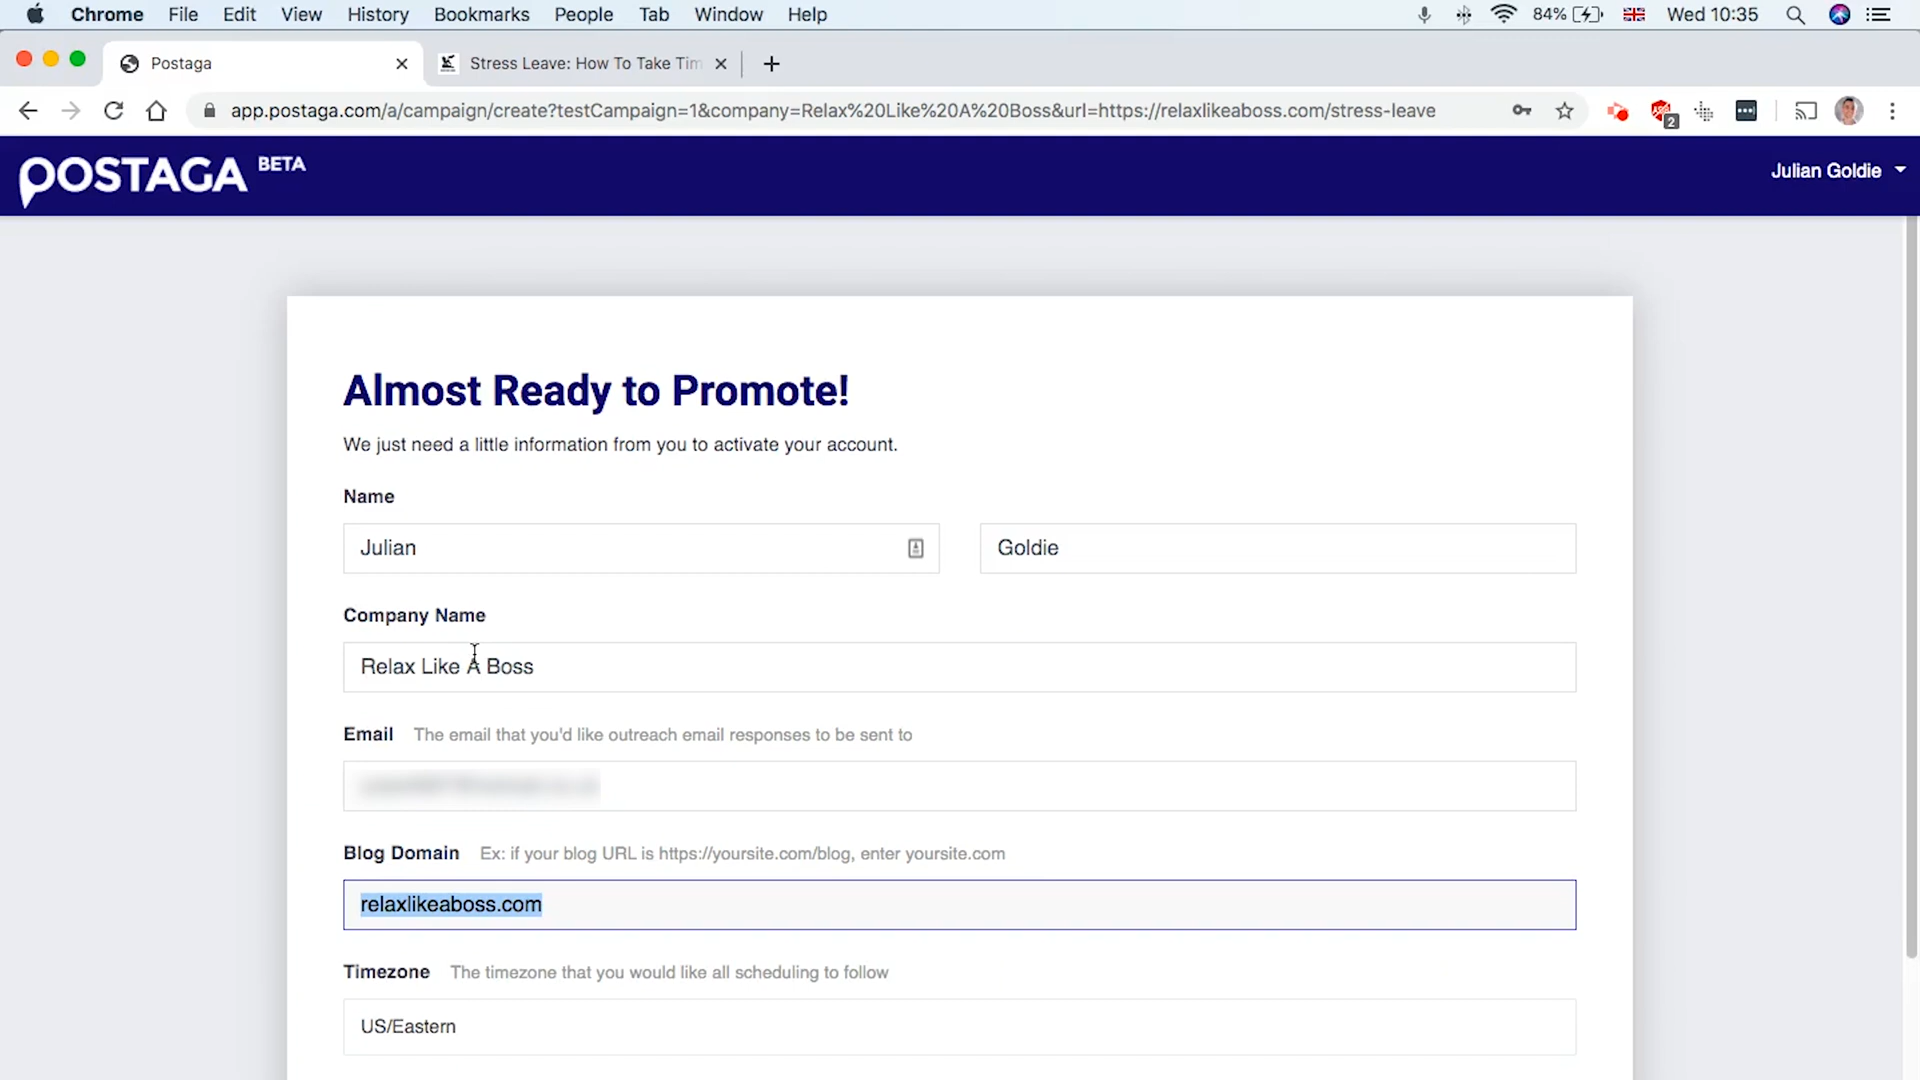 Chrome File Edit View History Bookmarks People Tab Window Help 84% Wed 10:35
Postaga Stress Leave: How To Take Tim
app.postaga.com/a/campaign/create?testCampaign=1&company=Relax%20Like%20A%20Boss&url=https://relaxlikeaboss.com/stress-leave 2
POSTAGA BETA Julian Goldie
Almost Ready to Promote!
We just need a little information from you to activate your account.
Name
Julian Goldie
Company Name
Relax Like A Boss
Email The email that you'd like outreach email responses to be sent to
Blog Domain Ex: if your blog URL is https://yoursite.com/blog, enter yoursite.com
relaxlikeaboss.com
Timezone The timezone that you would like all scheduling to follow
US/Eastern